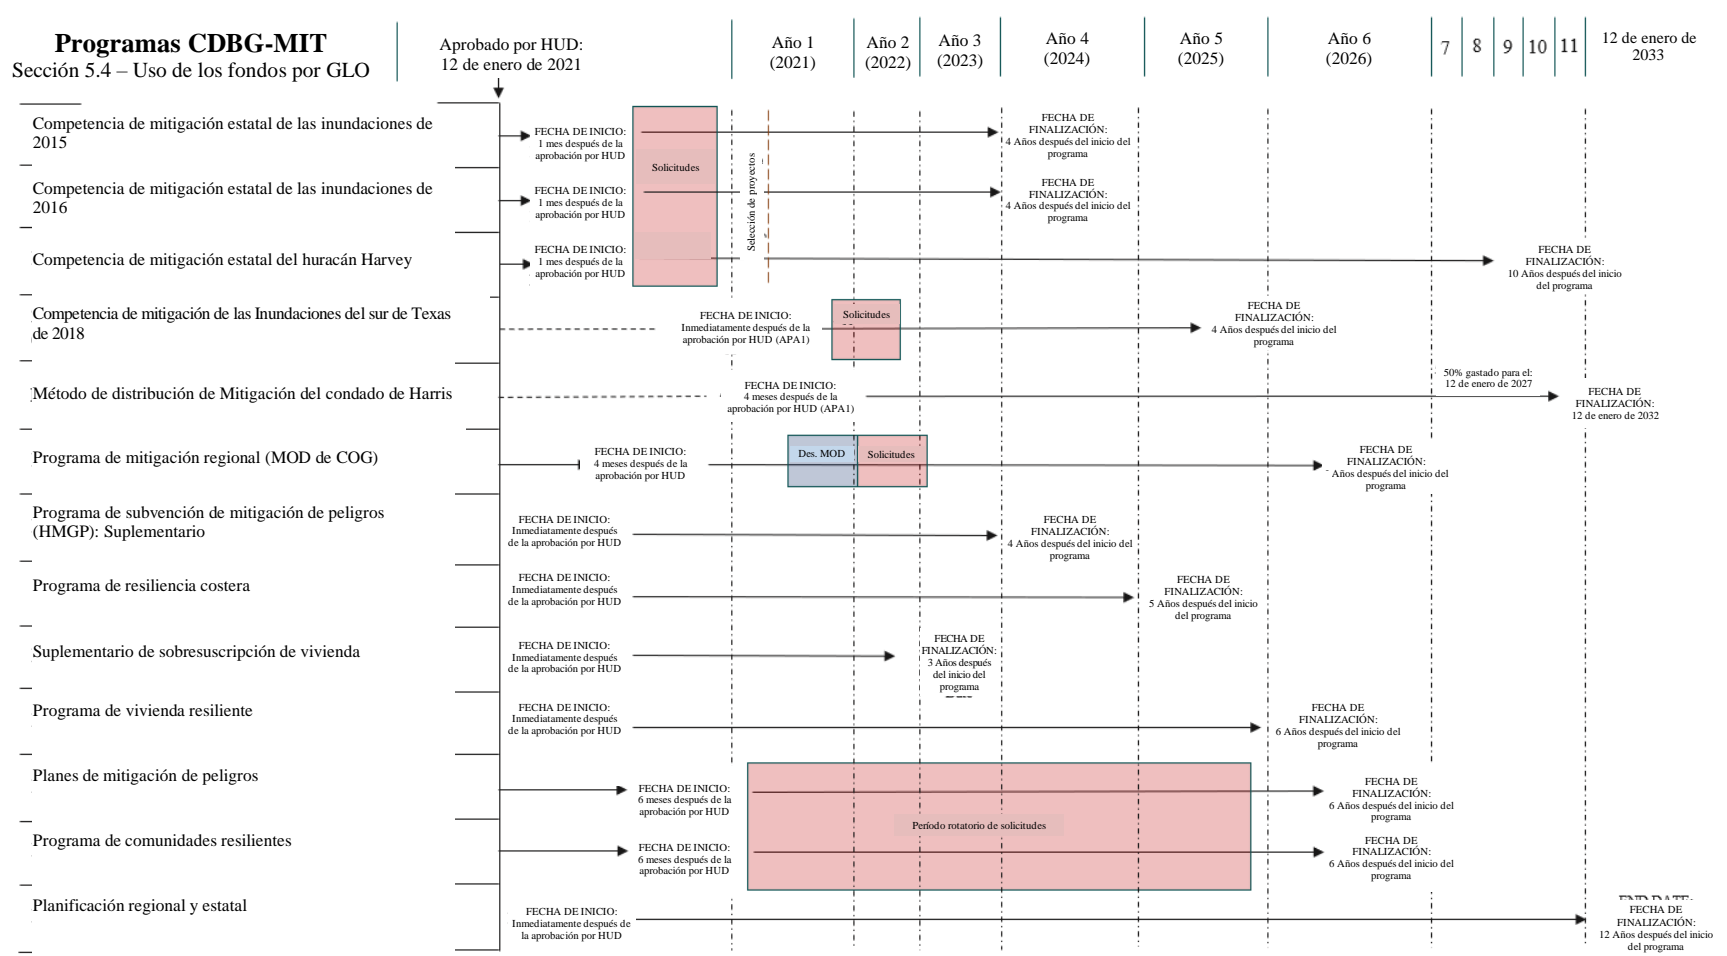 Programas CDBG-MIT
Sección 5.4 – Uso de los fondos por GLO
Aprobado por HUD:
12 de enero de 2021
Año 1
(2021)
Año 2
(2022)
Año 3
(2023)
Año 4
(2024)
Año 5
(2025)
Año 6
(2026)
7
8
9
10
11
12 de enero de
2033
Competencia de mitigación estatal de las inundaciones de
2015
FECHA DE INICIO:
1 mes después de la
aprobación por HUD
Solicitudes
Selección de proyectos
FECHA DE
FINALIZACIÓN:
4 Años después del inicio del
programa
Competencia de mitigación estatal de las inundaciones de
2016
FECHA DE INICIO:
1 mes después de la
aprobación por HUD
FECHA DE
FINALIZACIÓN:
4 Años después del inicio del
programa
Competencia de mitigación estatal del huracán Harvey
FECHA DE INICIO:
1 mes después de la
aprobación por HUD
FECHA DE
FINALIZACIÓN:
10 Años después del inicio
del programa
Competencia de mitigación de las Inundaciones del sur de Texas
de 2018
FECHA DE INICIO:
Inmediatamente después de la
aprobación por HUD (APA1)
Solicitudes
FECHA DE
FINALIZACIÓN:
4 Años después del inicio del
programa
Método de distribución de Mitigación del condado de Harris
FECHA DE INICIO:
4 meses después de la
aprobación por HUD (APA1)
50% gastado para el:
12 de enero de 2027
FECHA DE
FINALIZACIÓN:
12 de enero de 2032
Programa de mitigación regional (MOD de COG)
FECHA DE INICIO:
4 meses después de la
aprobación por HUD
Des. MOD
Solicitudes
FECHA DE
FINALIZACIÓN:
Años después del inicio del
programa
Programa de subvención de mitigación de peligros
(HMGP): Suplementario
FECHA DE INICIO:
Inmediatamente después
de la aprobación por HUD
FECHA DE
FINALIZACIÓN:
4 Años después del inicio del
programa
Programa de resiliencia costera
FECHA DE INICIO:
Inmediatamente después
de la aprobación por HUD
FECHA DE
FINALIZACIÓN:
5 Años después del inicio
del programa
Suplementario de sobresuscripción de vivienda
FECHA DE INICIO:
Inmediatamente después
de la aprobación por HUD
FECHA DE
FINALIZACIÓN:
3 Años después
del inicio del
programa
Programa de vivienda resiliente
FECHA DE INICIO:
Inmediatamente después
de la aprobación por HUD
FECHA DE
FINALIZACIÓN:
6 Años después del inicio del
programa
Planes de mitigación de peligros
FECHA DE INICIO:
6 meses después de la
aprobación por HUD
FECHA DE
FINALIZACIÓN:
6 Años después del inicio del
programa
Período rotatorio de solicitudes
Programa de comunidades resilientes
FECHA DE INICIO:
6 meses después de la
aprobación por HUD
FECHA DE
FINALIZACIÓN:
6 Años después del inicio del
programa
Planificación regional y estatal
FECHA DE INICIO:
Inmediatamente después de
la aprobación por HUD
FECHA DE
FINALIZACIÓN:
12 Años después del inicio
del programa